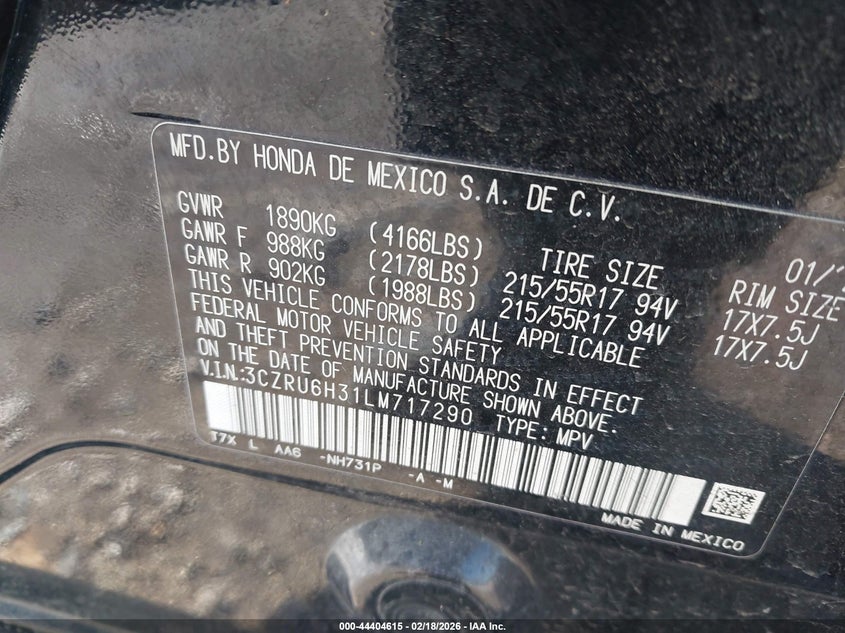 MFD.BY HONDA DE MEXICO S.A. DE C.V.
GVWR 1890KG (4166LBS) TIRE SIZE RIM SIZE
GAWR F 988KG (2178LBS) 215/55R17 94V 17X7.5J
GAWR R 902KG (1988LBS) 215/55R17 94V 17X7.5J
THIS VEHICLE CONFORMS TO ALL APPLICABLE
FEDERAL MOTOR VEHICLE SAFETY
AND THEFT PREVENTION STANDARDS IN EFFECT
ON THE DATE OF MANUFACTURE SHOWN ABOVE.
V.I.N.:3CZRU6H31LM717290 TYPE: MPV
T7X L AA6 -NH731P -A -M
MADE IN MEXICO
000-44404615 - 02/18/2026 - IAA Inc.